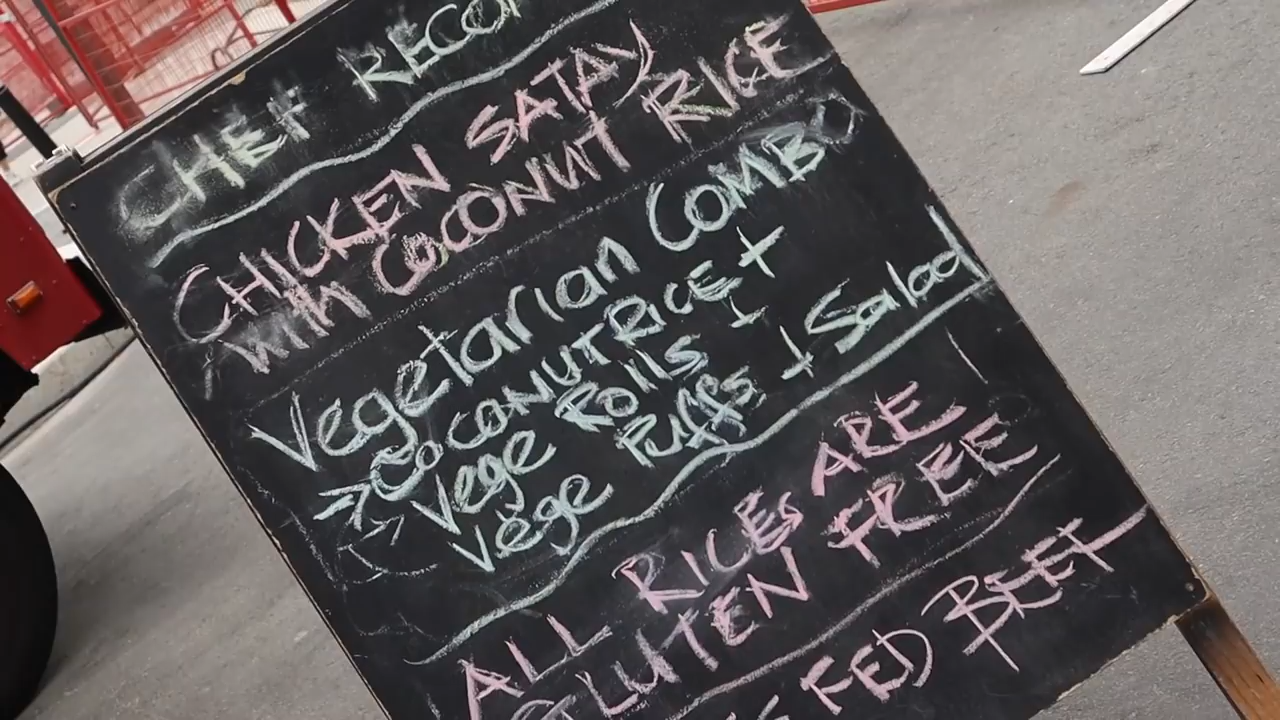 CHEF RECOM
CHICKEN SATAY
with COCONUT RICE
Vegetarian COMBO
→ COCONUT RICE +
Vege Rolls +
Vege Puffs + Salad
ALL RICES ARE
GLUTEN FREE
FED BEEF